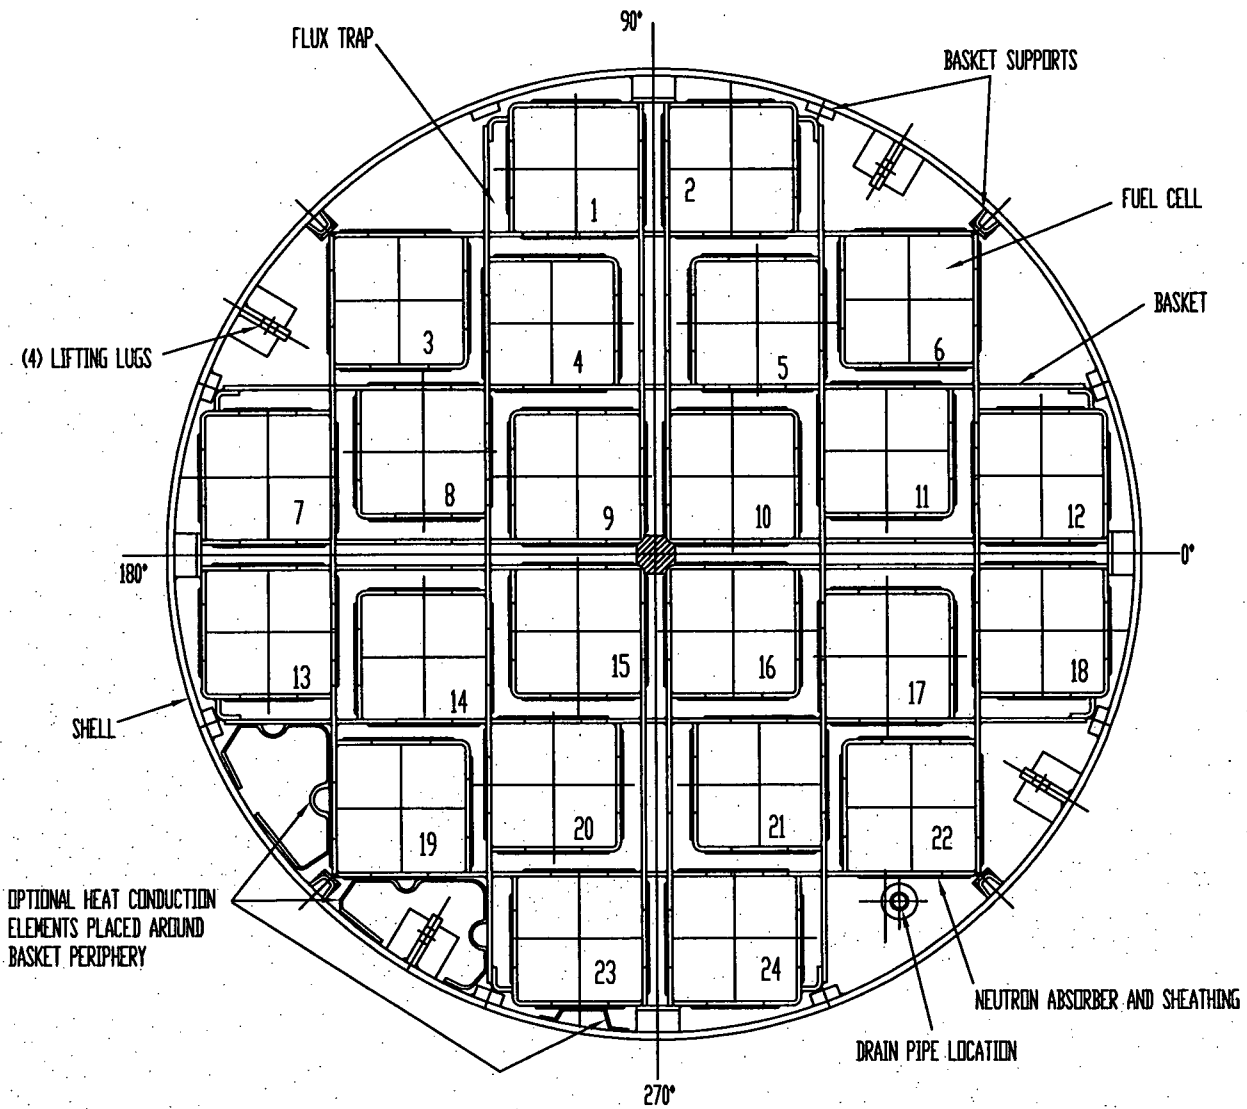 90°
FLUX TRAP
BASKET SUPPORTS
1
2
FUEL CELL
BASKET
3
4
5
6
(4) LIFTING LUGS
7
8
9
10
11
12
180°
0°
13
14
15
16
17
18
SHELL
19
20
21
22
OPTIONAL HEAT CONDUCTION
ELEMENTS PLACED AROUND
BASKET PERIPHERY
23
24
NEUTRON ABSORBER AND SHEATHING
DRAIN PIPE LOCATION
270°